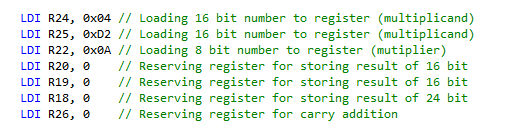 LDI R24, 0x04 // Loading 16 bit number to register (multiplicand)
LDI R25, 0xD2 // Loading 16 bit number to register (multiplicand)
LDI R22, 0x0A // Loading 8 bit number to register (mutiplier)
LDI R20, 0 // Reserving register for storing result of 16 bit
LDI R19, 0 // Reserving register for storing result of 16 bit
LDI R18, 0 // Reserving register for storing result of 24 bit
LDI R26, 0 // Reserving register for carry addition